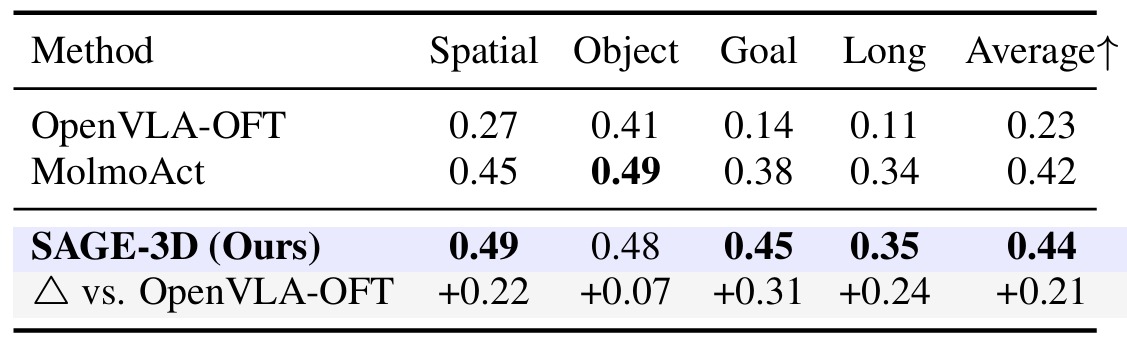 Method Spatial Object Goal Long Average↑
OpenVLA-OFT 0.27 0.41 0.14 0.11 0.23
MolmoAct 0.45 0.49 0.38 0.34 0.42
SAGE-3D (Ours) 0.49 0.48 0.45 0.35 0.44
△ vs. OpenVLA-OFT +0.22 +0.07 +0.31 +0.24 +0.21